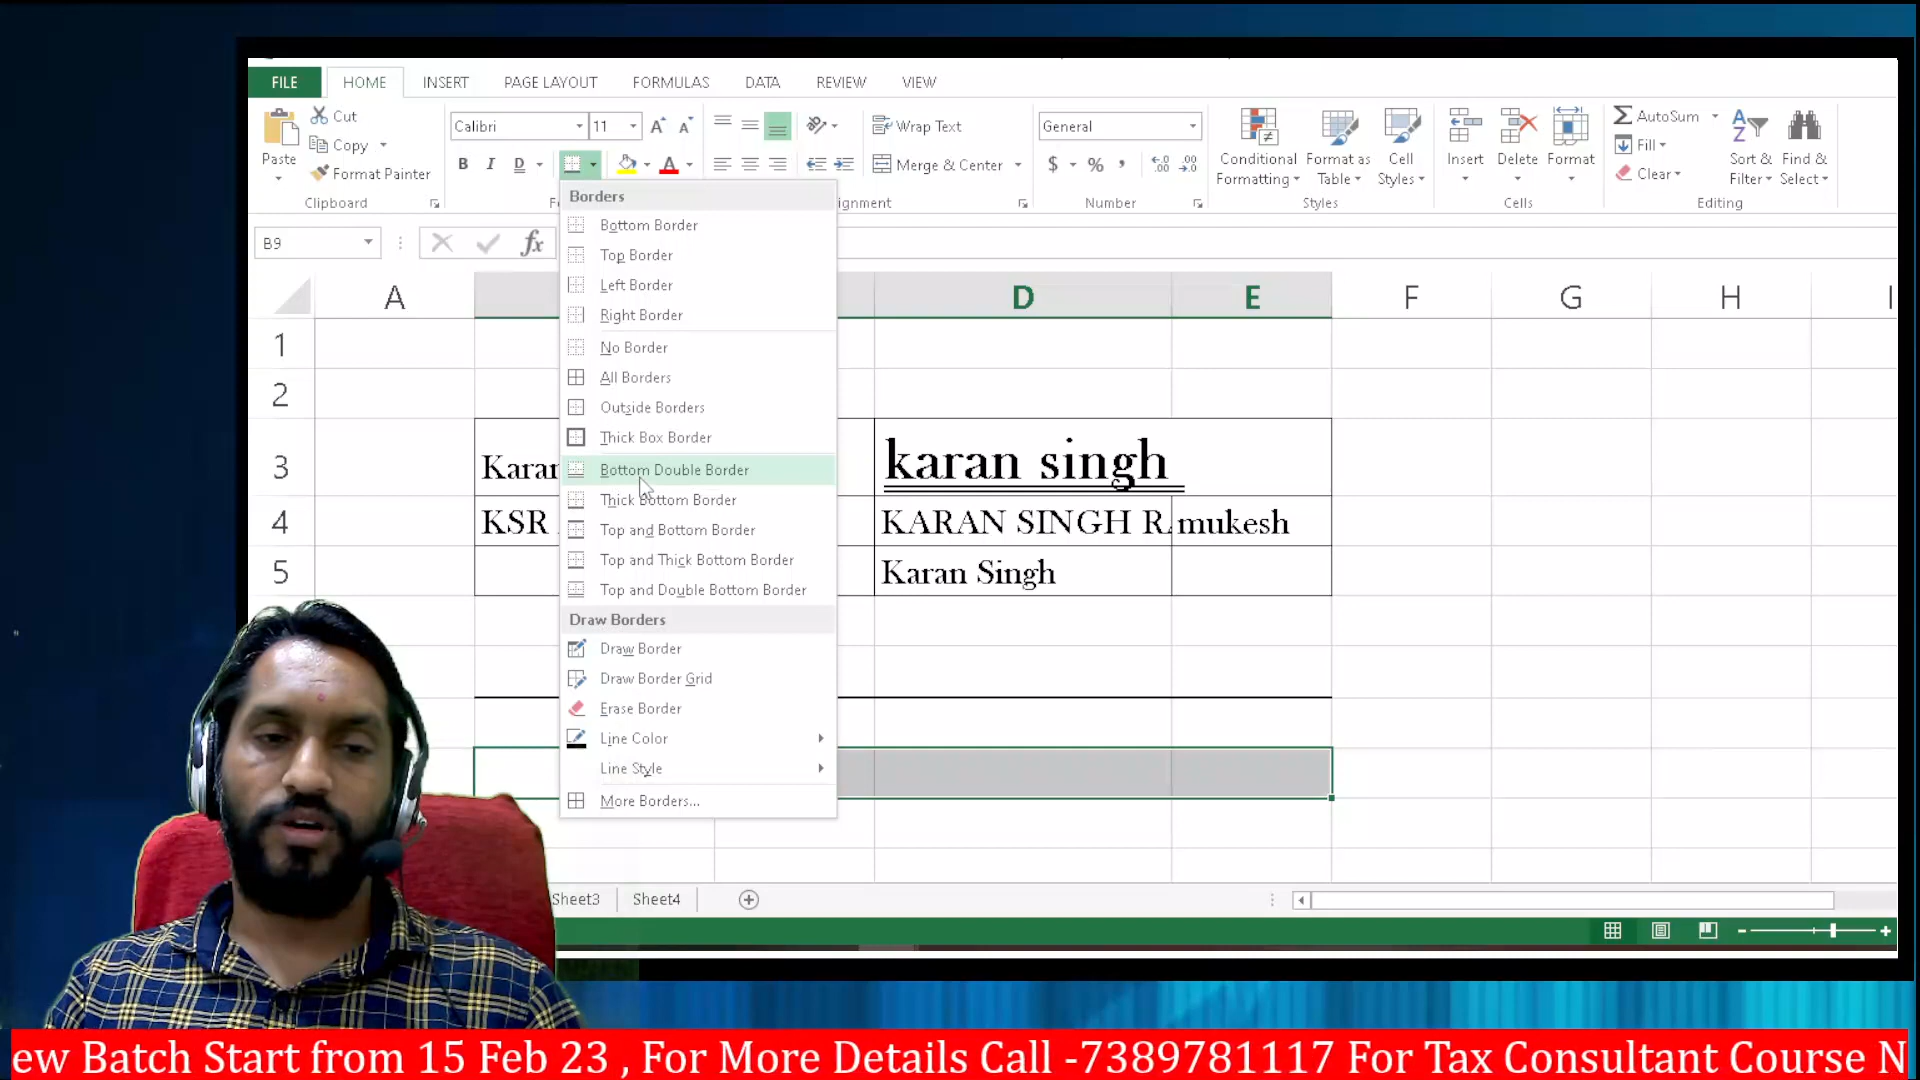 FILE HOME INSERT PAGE LAYOUT FORMULAS DATA REVIEW VIEW
Cut
Copy
Format Painter
Paste
Clipboard
Calibri 11
B I D
Wrap Text
Merge & Center
General
$ % ,
Number
Conditional Formatting
Format as Table
Cell Styles
Styles
Insert Delete Format
Cells
AutoSum
Fill
Clear
Sort & Filter
Find & Select
Editing
B9
fx
Borders
Bottom Border
Top Border
Left Border
Right Border
No Border
All Borders
Outside Borders
Thick Box Border
Bottom Double Border
Thick Bottom Border
Top and Bottom Border
Top and Thick Bottom Border
Top and Double Bottom Border
Draw Borders
Draw Border
Draw Border Grid
Erase Border
Line Color
Line Style
More Borders...
A D E F G H I
1
2
3 Karan karan singh
4 KSR KARAN SINGH RA mukesh
5 Karan Singh
Sheet3 Sheet4
ew Batch Start from 15 Feb 23 , For More Details Call -7389781117 For Tax Consultant Course N